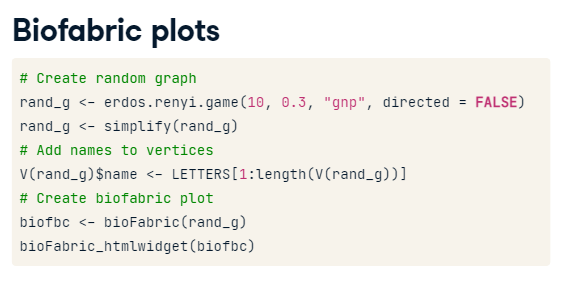 Biofabric plots
# Create random graph
rand_g <- erdos.renyi.game(10, 0.3, "gnp", directed = FALSE)
rand_g <- simplify(rand_g)
# Add names to vertices
V(rand_g)$name <- LETTERS[1:length(V(rand_g))]
# Create biofabric plot
biofbc <- bioFabric(rand_g)
bioFabric_htmlwidget(biofbc)